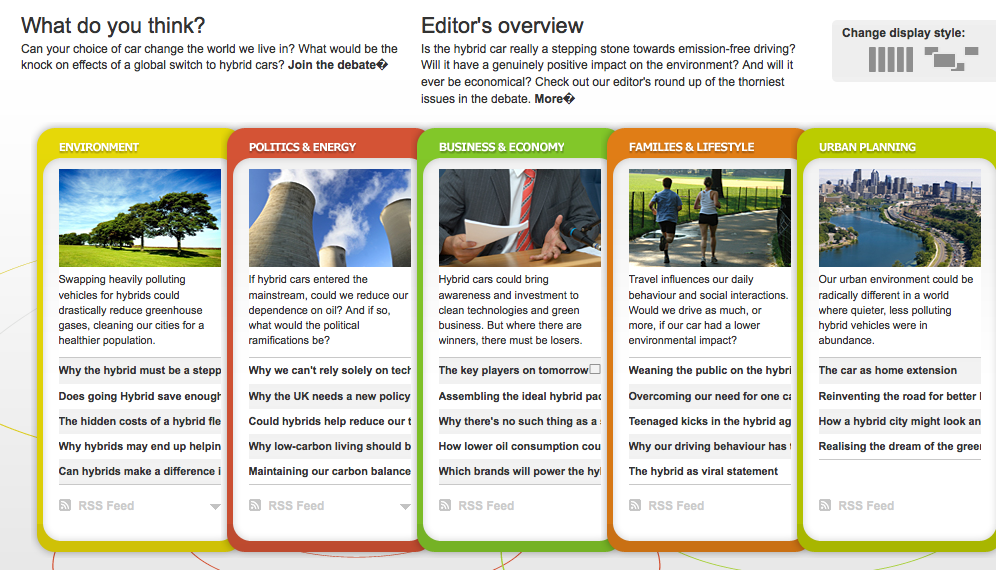 What do you think?
Can your choice of car change the world we live in? What would be the
knock on effects of a global switch to hybrid cars? Join the debate�
Editor's overview
Is the hybrid car really a stepping stone towards emission-free driving?
Will it have a genuinely positive impact on the environment? And will it
ever be economical? Check out our editor's round up of the thorniest
issues in the debate. More�
Change display style:
ENVIRONMENT
Swapping heavily polluting
vehicles for hybrids could
drastically reduce greenhouse
gases, cleaning our cities for a
healthier population.
Why the hybrid must be a stepp
Does going Hybrid save enough
The hidden costs of a hybrid fle
Why hybrids may end up helpin
Can hybrids make a difference i
RSS Feed
POLITICS & ENERGY
If hybrid cars entered the
mainstream, could we reduce our
dependence on oil? And if so,
what would the political
ramifications be?
Why we can't rely solely on tech
Why the UK needs a new policy
Could hybrids help reduce our t
Why low-carbon living should b
Maintaining our carbon balance
RSS Feed
BUSINESS & ECONOMY
Hybrid cars could bring
awareness and investment to
clean technologies and green
business. But where there are
winners, there must be losers.
The key players on tomorrow□
Assembling the ideal hybrid pac
Why there's no such thing as a
How lower oil consumption cou
Which brands will power the hyl
RSS Feed
FAMILIES & LIFESTYLE
Travel influences our daily
behaviour and social interactions.
Would we drive as much, or
more, if our car had a lower
environmental impact?
Weaning the public on the hybri
Overcoming our need for one ca
Teenaged kicks in the hybrid ag
Why our driving behaviour has
The hybrid as viral statement
RSS Feed
URBAN PLANNING
Our urban environment could be
radically different in a world
where quieter, less polluting
hybrid vehicles were in
abundance.
The car as home extension
Reinventing the road for better l
How a hybrid city might look an
Realising the dream of the gree
RSS Feed